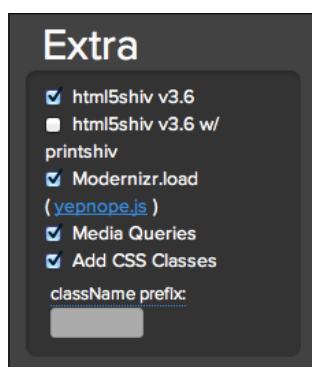 Extra
html5shiv v3.6
html5shiv v3.6 w/
printshiv
Modernizr.load
( yepnope.js )
Media Queries
Add CSS Classes
className prefix: